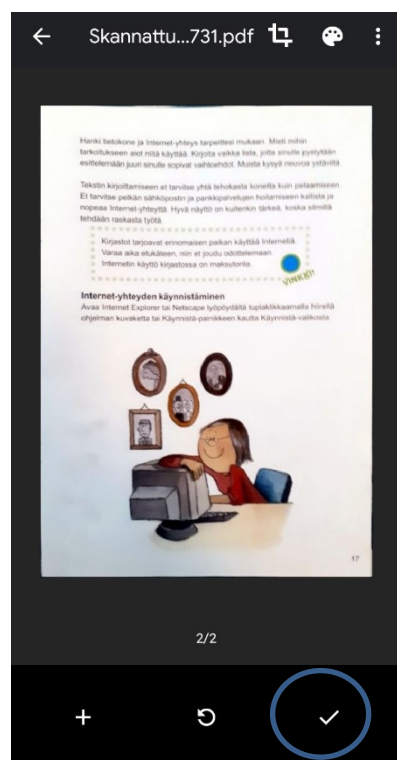 Skannattu...731.pdf
Hanki tietokone ja Internet-yhteys tarpeittesi mukaan. Mieti mihin
tarkoitukseen aiot niitä käyttää. Kirjoita vaikka lista, jotta sinulle pystytään
esittelemään juuri sinulle sopivat vaihtoehdot. Muista kysyä neuvoa ystäviltä.
Tekstin kirjoittamiseen et tarvitse yhtä tehokasta konetta kuin pelaamiseen.
Et tarvitse pelkän sähköpostin ja pankkipalvelujen hoitamiseen kallista ja
nopeaa Internet-yhteyttä. Hyvä näyttö on kuitenkin tärkeä, koska silmillä
tehdään raskasta työtä.
Kirjastot tarjoavat erinomaisen paikan käyttää Internetiä.
Varaa aika etukäteen, niin et joudu odottelemaan.
Internetin käyttö kirjastossa on maksutonta.
VINKKI!
Internet-yhteyden käynnistäminen
Avaa Internet Explorer tai Netscape työpöydältä tuplaklikkaamalla hiirellä
ohjelman kuvaketta tai Käynnistä-painikkeen kautta Käynnistä-valikosta.
17
2/2